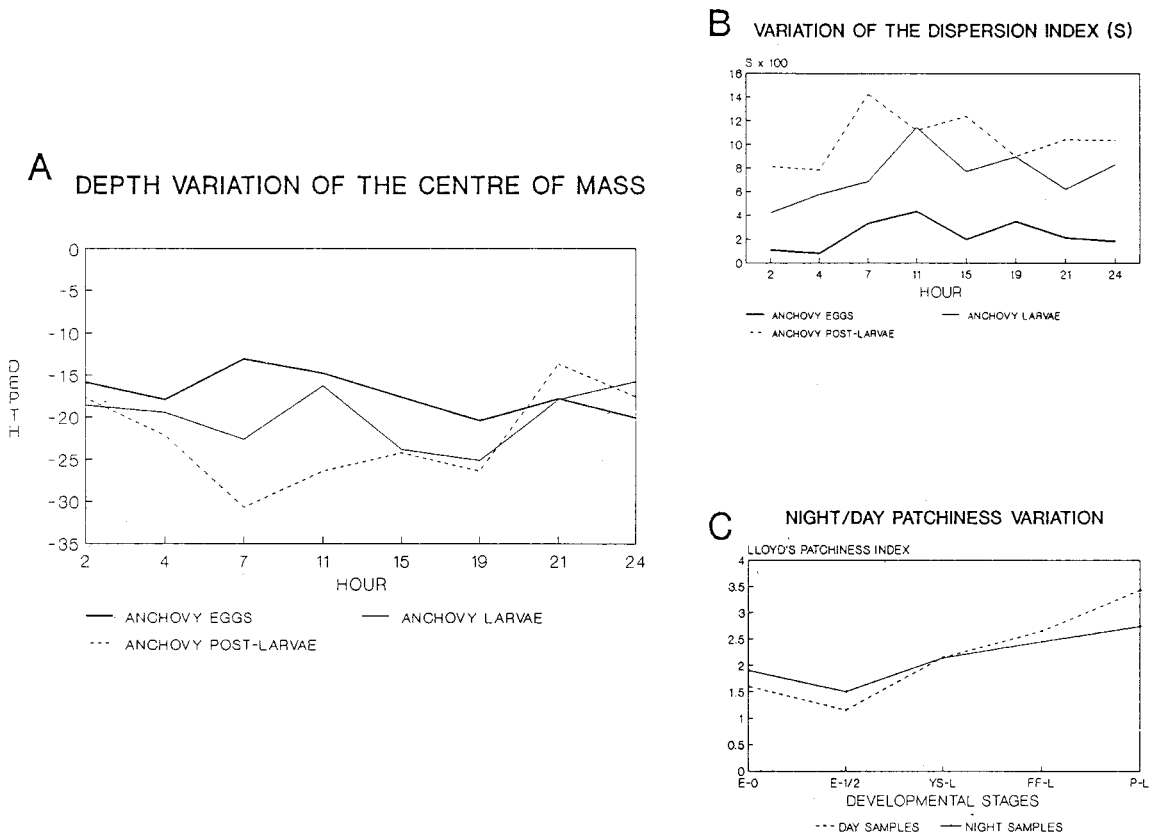 A
DEPTH VARIATION OF THE CENTRE OF MASS
0
-5
-10
-15
-20
-25
-30
-35
DEPTH
2 4 7 11 15 19 21 24
HOUR
ANCHOVY EGGS ANCHOVY LARVAE
ANCHOVY POST-LARVAE
B
VARIATION OF THE DISPERSION INDEX (S)
S x 100
16
14
12
10
8
6
4
2
0
2 4 7 11 15 19 21 24
HOUR
ANCHOVY EGGS ANCHOVY LARVAE
ANCHOVY POST-LARVAE
C
NIGHT/DAY PATCHINESS VARIATION
LLOYD'S PATCHINESS INDEX
4
3.5
3
2.5
2
1.5
1
0.5
0
E-0 E-1/2 YS-L FF-L P-L
DEVELOPMENTAL STAGES
DAY SAMPLES NIGHT SAMPLES